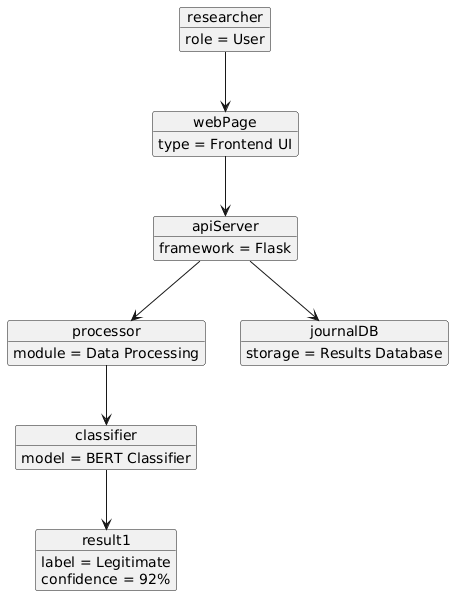 researcher
role = User
webPage
type = Frontend UI
apiServer
framework = Flask
processor
module = Data Processing
journalDB
storage = Results Database
classifier
model = BERT Classifier
result1
label = Legitimate
confidence = 92%